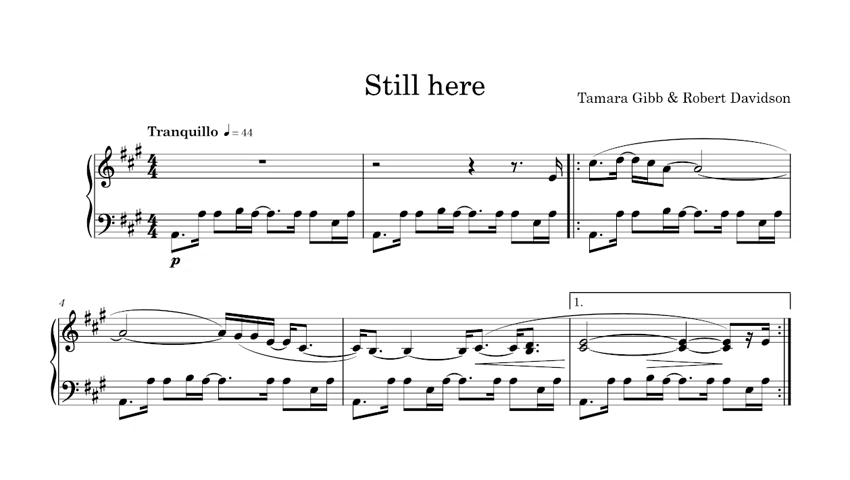 Still here
Tamara Gibb & Robert Davidson
Tranquillo ♩ = 44
p
4
1.